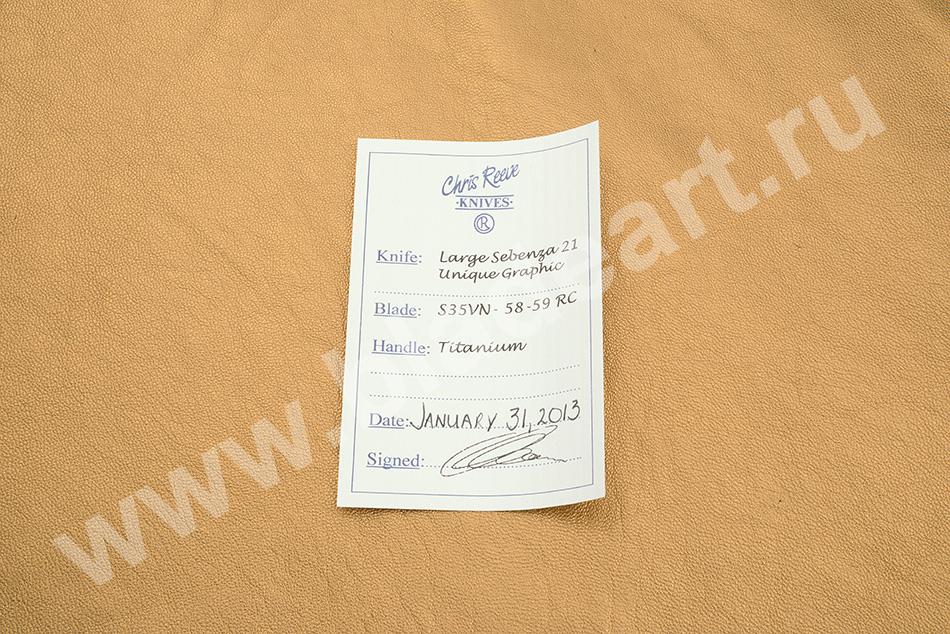 Chris Reeve
·KNIVES·
®
Knife: Large Sebenza 21
Unique Graphic
Blade: S35VN - 58-59 RC
Handle: Titanium
Date: JANUARY 31, 2013
Signed: